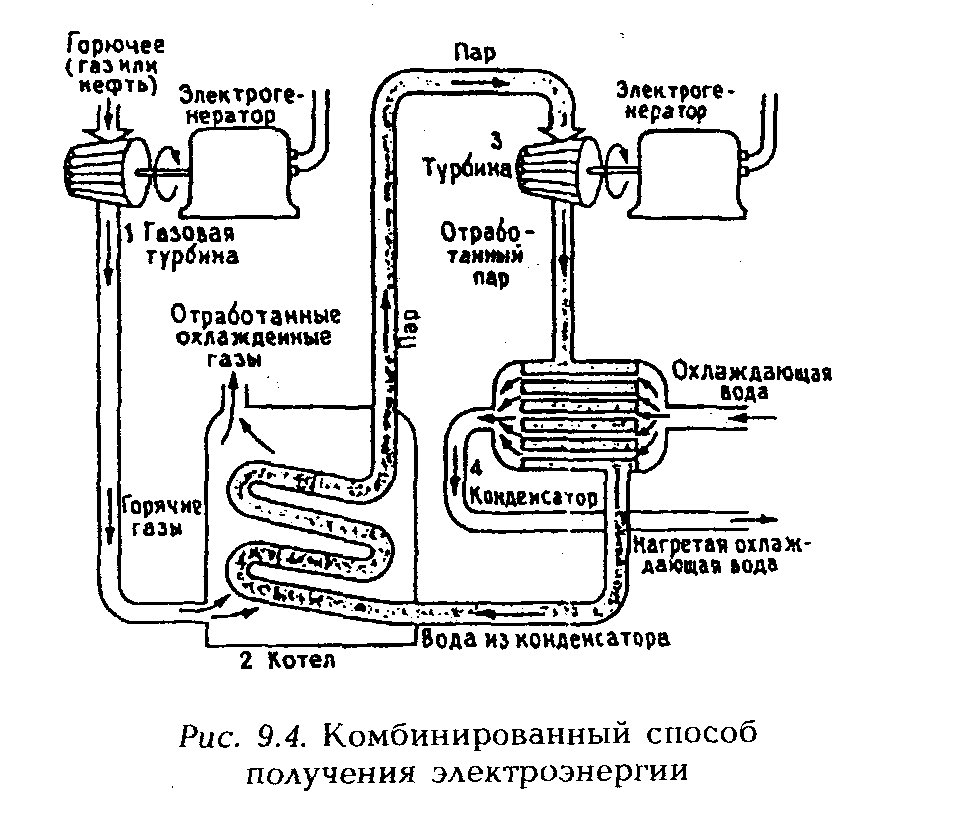 Горючее
(газ или
нефть)
Электроге-
нератор
Пар
Электроге-
нератор
3
Турбина
1 Газовая
турбина
Отрабо-
танный
пар
Отработанные
охлажденные
газы
Пар
Охлаждающая
вода
4
Конденсатор
Горячие
газы
Нагретая охлаж-
дающая вода
Вода из конденсатора
2 Котел
Рис. 9.4. Комбинированный способ
получения электроэнергии